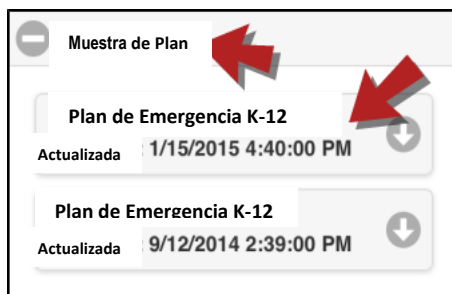 Muestra de Plan
Plan de Emergencia K-12
Actualizada : 1/15/2015 4:40:00 PM
Plan de Emergencia K-12
Actualizada : 9/12/2014 2:39:00 PM